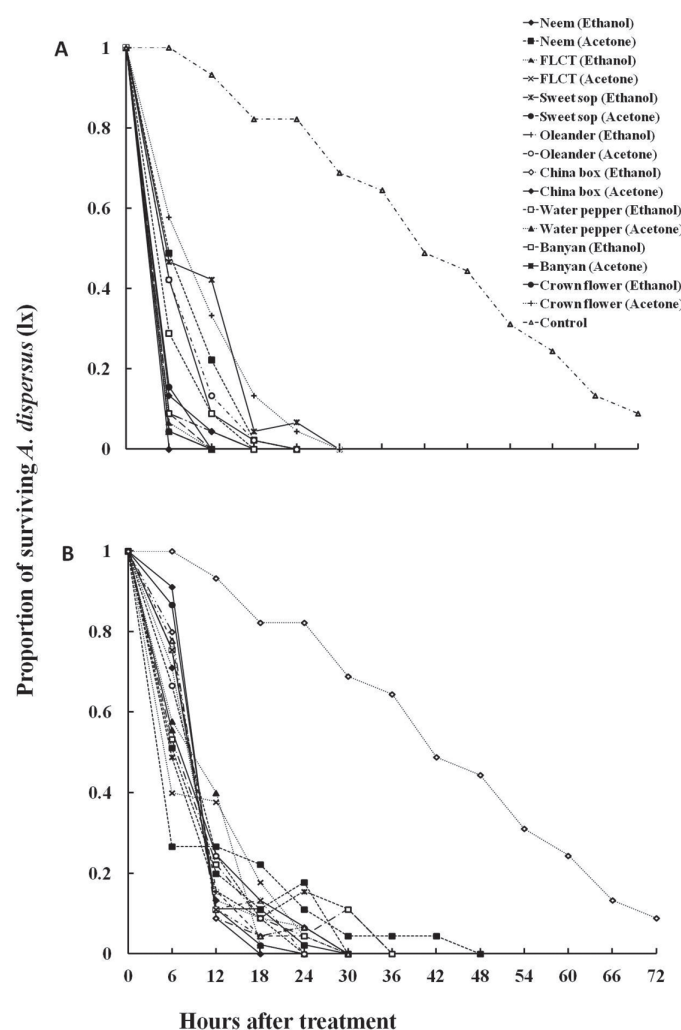 A
Neem (Ethanol)
Neem (Acetone)
FLCT (Ethanol)
FLCT (Acetone)
Sweet sop (Ethanol)
Sweet sop (Acetone)
Oleander (Ethanol)
Oleander (Acetone)
China box (Ethanol)
China box (Acetone)
Water pepper (Ethanol)
Water pepper (Acetone)
Banyan (Ethanol)
Banyan (Acetone)
Crown flower (Ethanol)
Crown flower (Acetone)
Control
1
0.8
0.6
0.4
0.2
0
Proportion of surviving A. dispersus (lx)
B
1
0.8
0.6
0.4
0.2
0
0 6 12 18 24 30 36 42 48 54 60 66 72
Hours after treatment